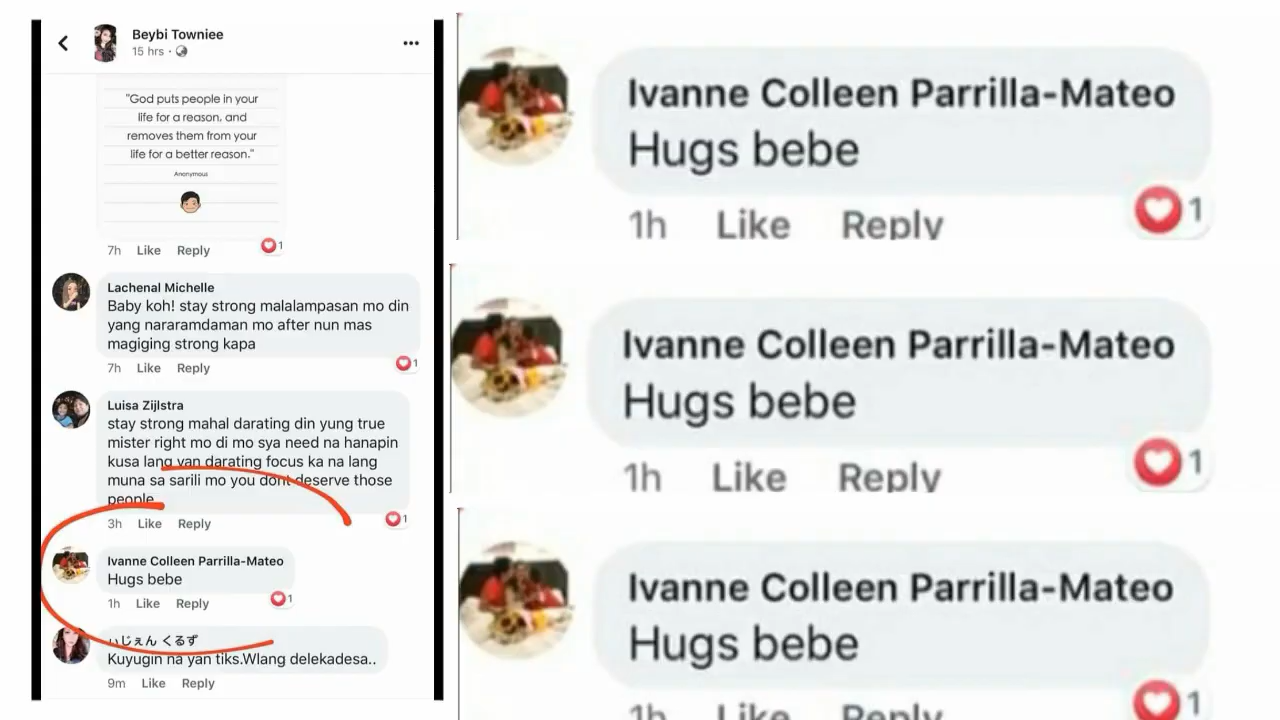 Beybi Towniee
15 hrs ·
"God puts people in your
life for a reason, and
removes them from your
life for a better reason."
Anonymous
7h Like Reply 1
Lachenal Michelle
Baby koh! stay strong malalampasan mo din
yang nararamdaman mo after nun mas
magiging strong kapa
7h Like Reply 1
Luisa Zijlstra
stay strong mahal darating din yung true
mister right mo di mo sya need na hanapin
kusa lang yan darating focus ka na lang
muna sa sarili mo you dont deserve those
people
3h Like Reply 1
Ivanne Colleen Parrilla-Mateo
Hugs bebe
1h Like Reply 1
いじぇん くるず
Kuyugin na yan tiks.Wlang delekadesa..
9m Like Reply
Ivanne Colleen Parrilla-Mateo
Hugs bebe
1h Like Reply 1
Ivanne Colleen Parrilla-Mateo
Hugs bebe
1h Like Reply 1
Ivanne Colleen Parrilla-Mateo
Hugs bebe
1h Like Reply 1